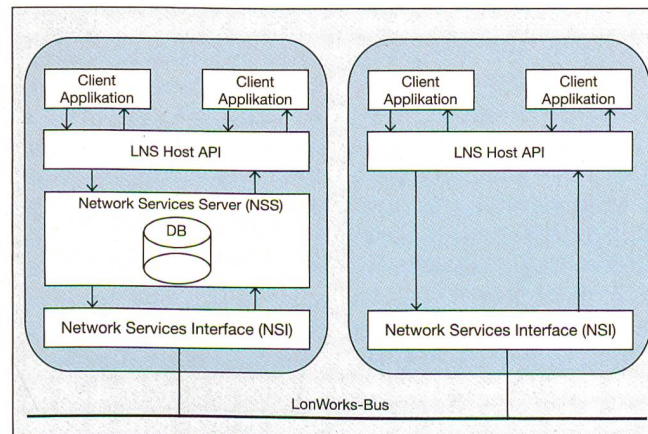 Client
Applikation
Client
Applikation
LNS Host API
Network Services Server (NSS)
DB
Network Services Interface (NSI)
Client
Applikation
Client
Applikation
LNS Host API
Network Services Interface (NSI)
LonWorks-Bus